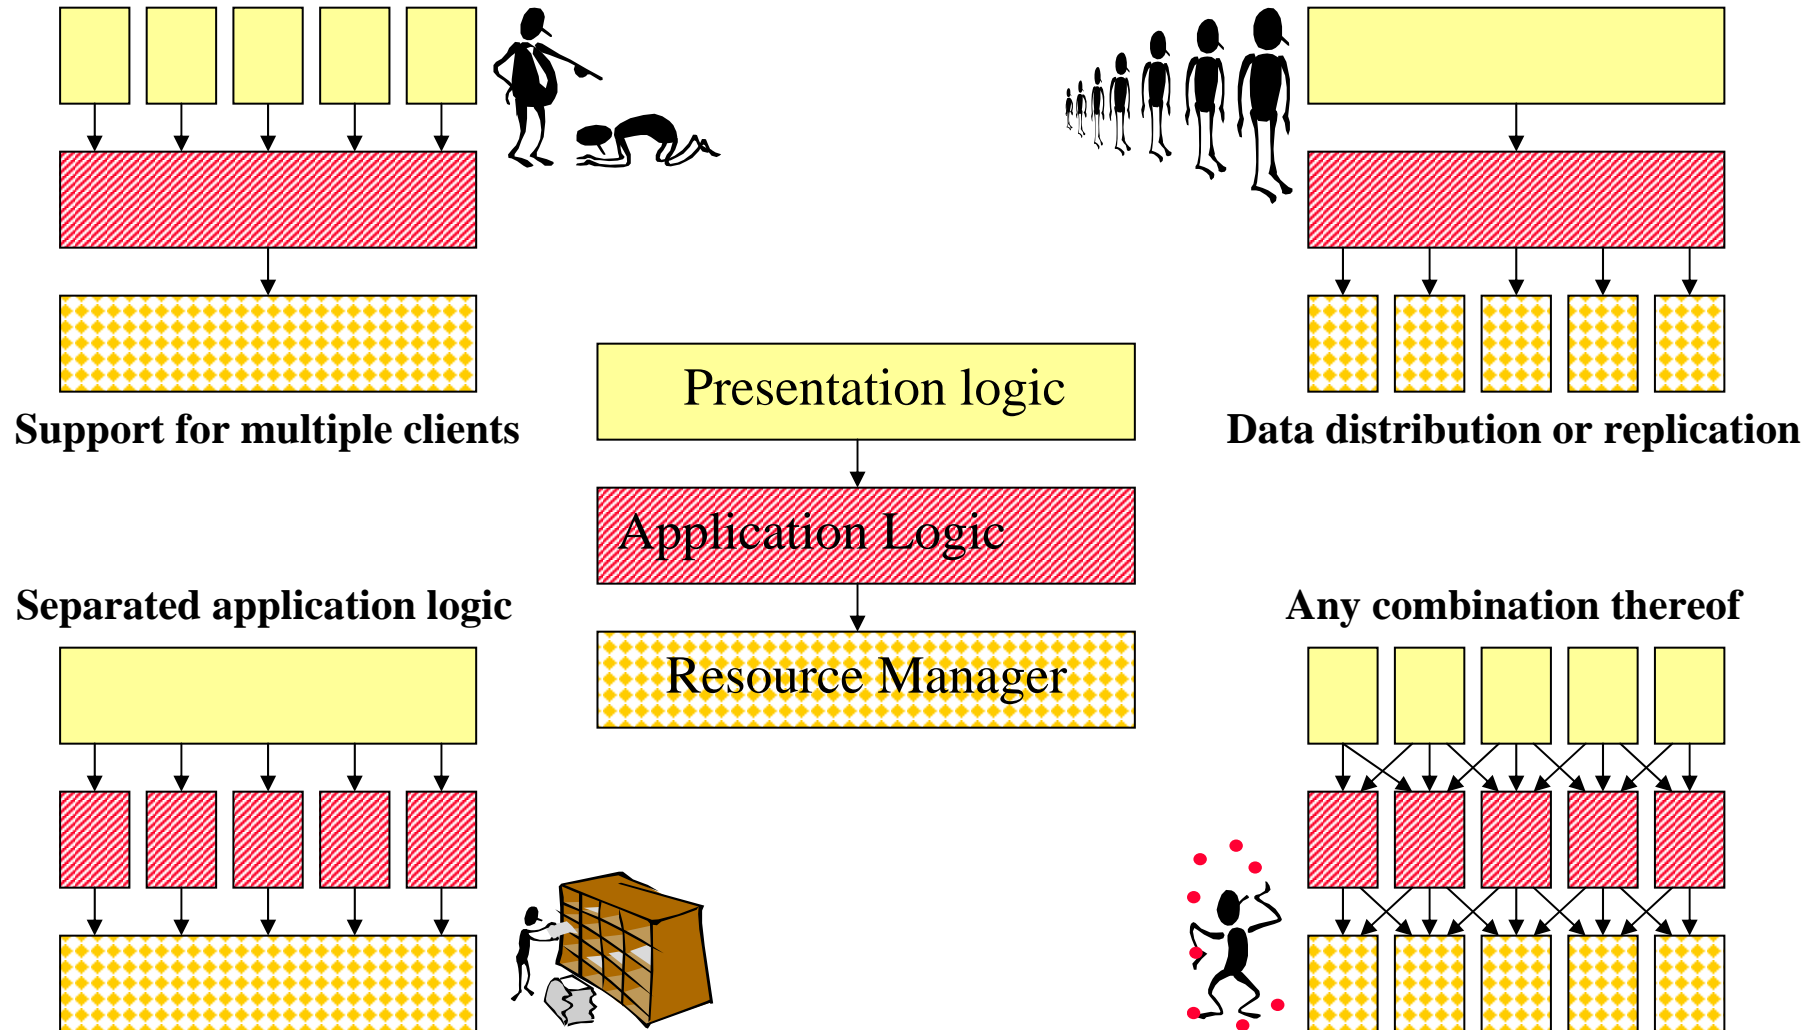 Support for multiple clients
Data distribution or replication
Presentation logic
Application Logic
Resource Manager
Separated application logic
Any combination thereof